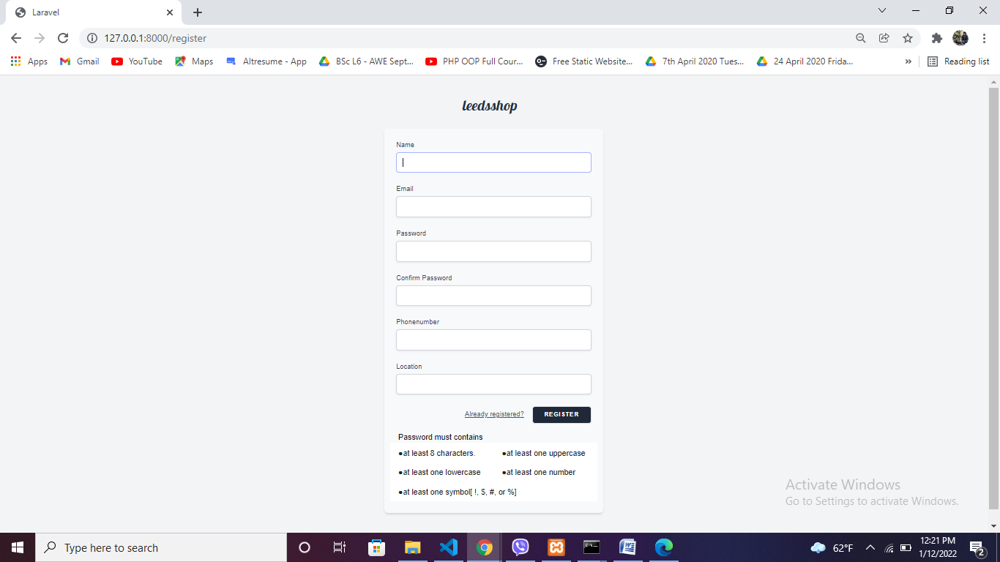 Laravel
127.0.0.1:8000/register
Apps Gmail YouTube Maps Altresume - App BSc L6 - AWE Sept... PHP OOP Full Cour... Free Static Website... 7th April 2020 Tues... 24 April 2020 Frida... » Reading list
leedsshop
Name
Email
Password
Confirm Password
Phonenumber
Location
Already registered? REGISTER
Password must contains
●at least 8 characters. ●at least one uppercase
●at least one lowercase ●at least one number
●at least one symbol[ !, $, #, or %]
Activate Windows
Go to Settings to activate Windows.
Type here to search
62°F
12:21 PM
1/12/2022
2